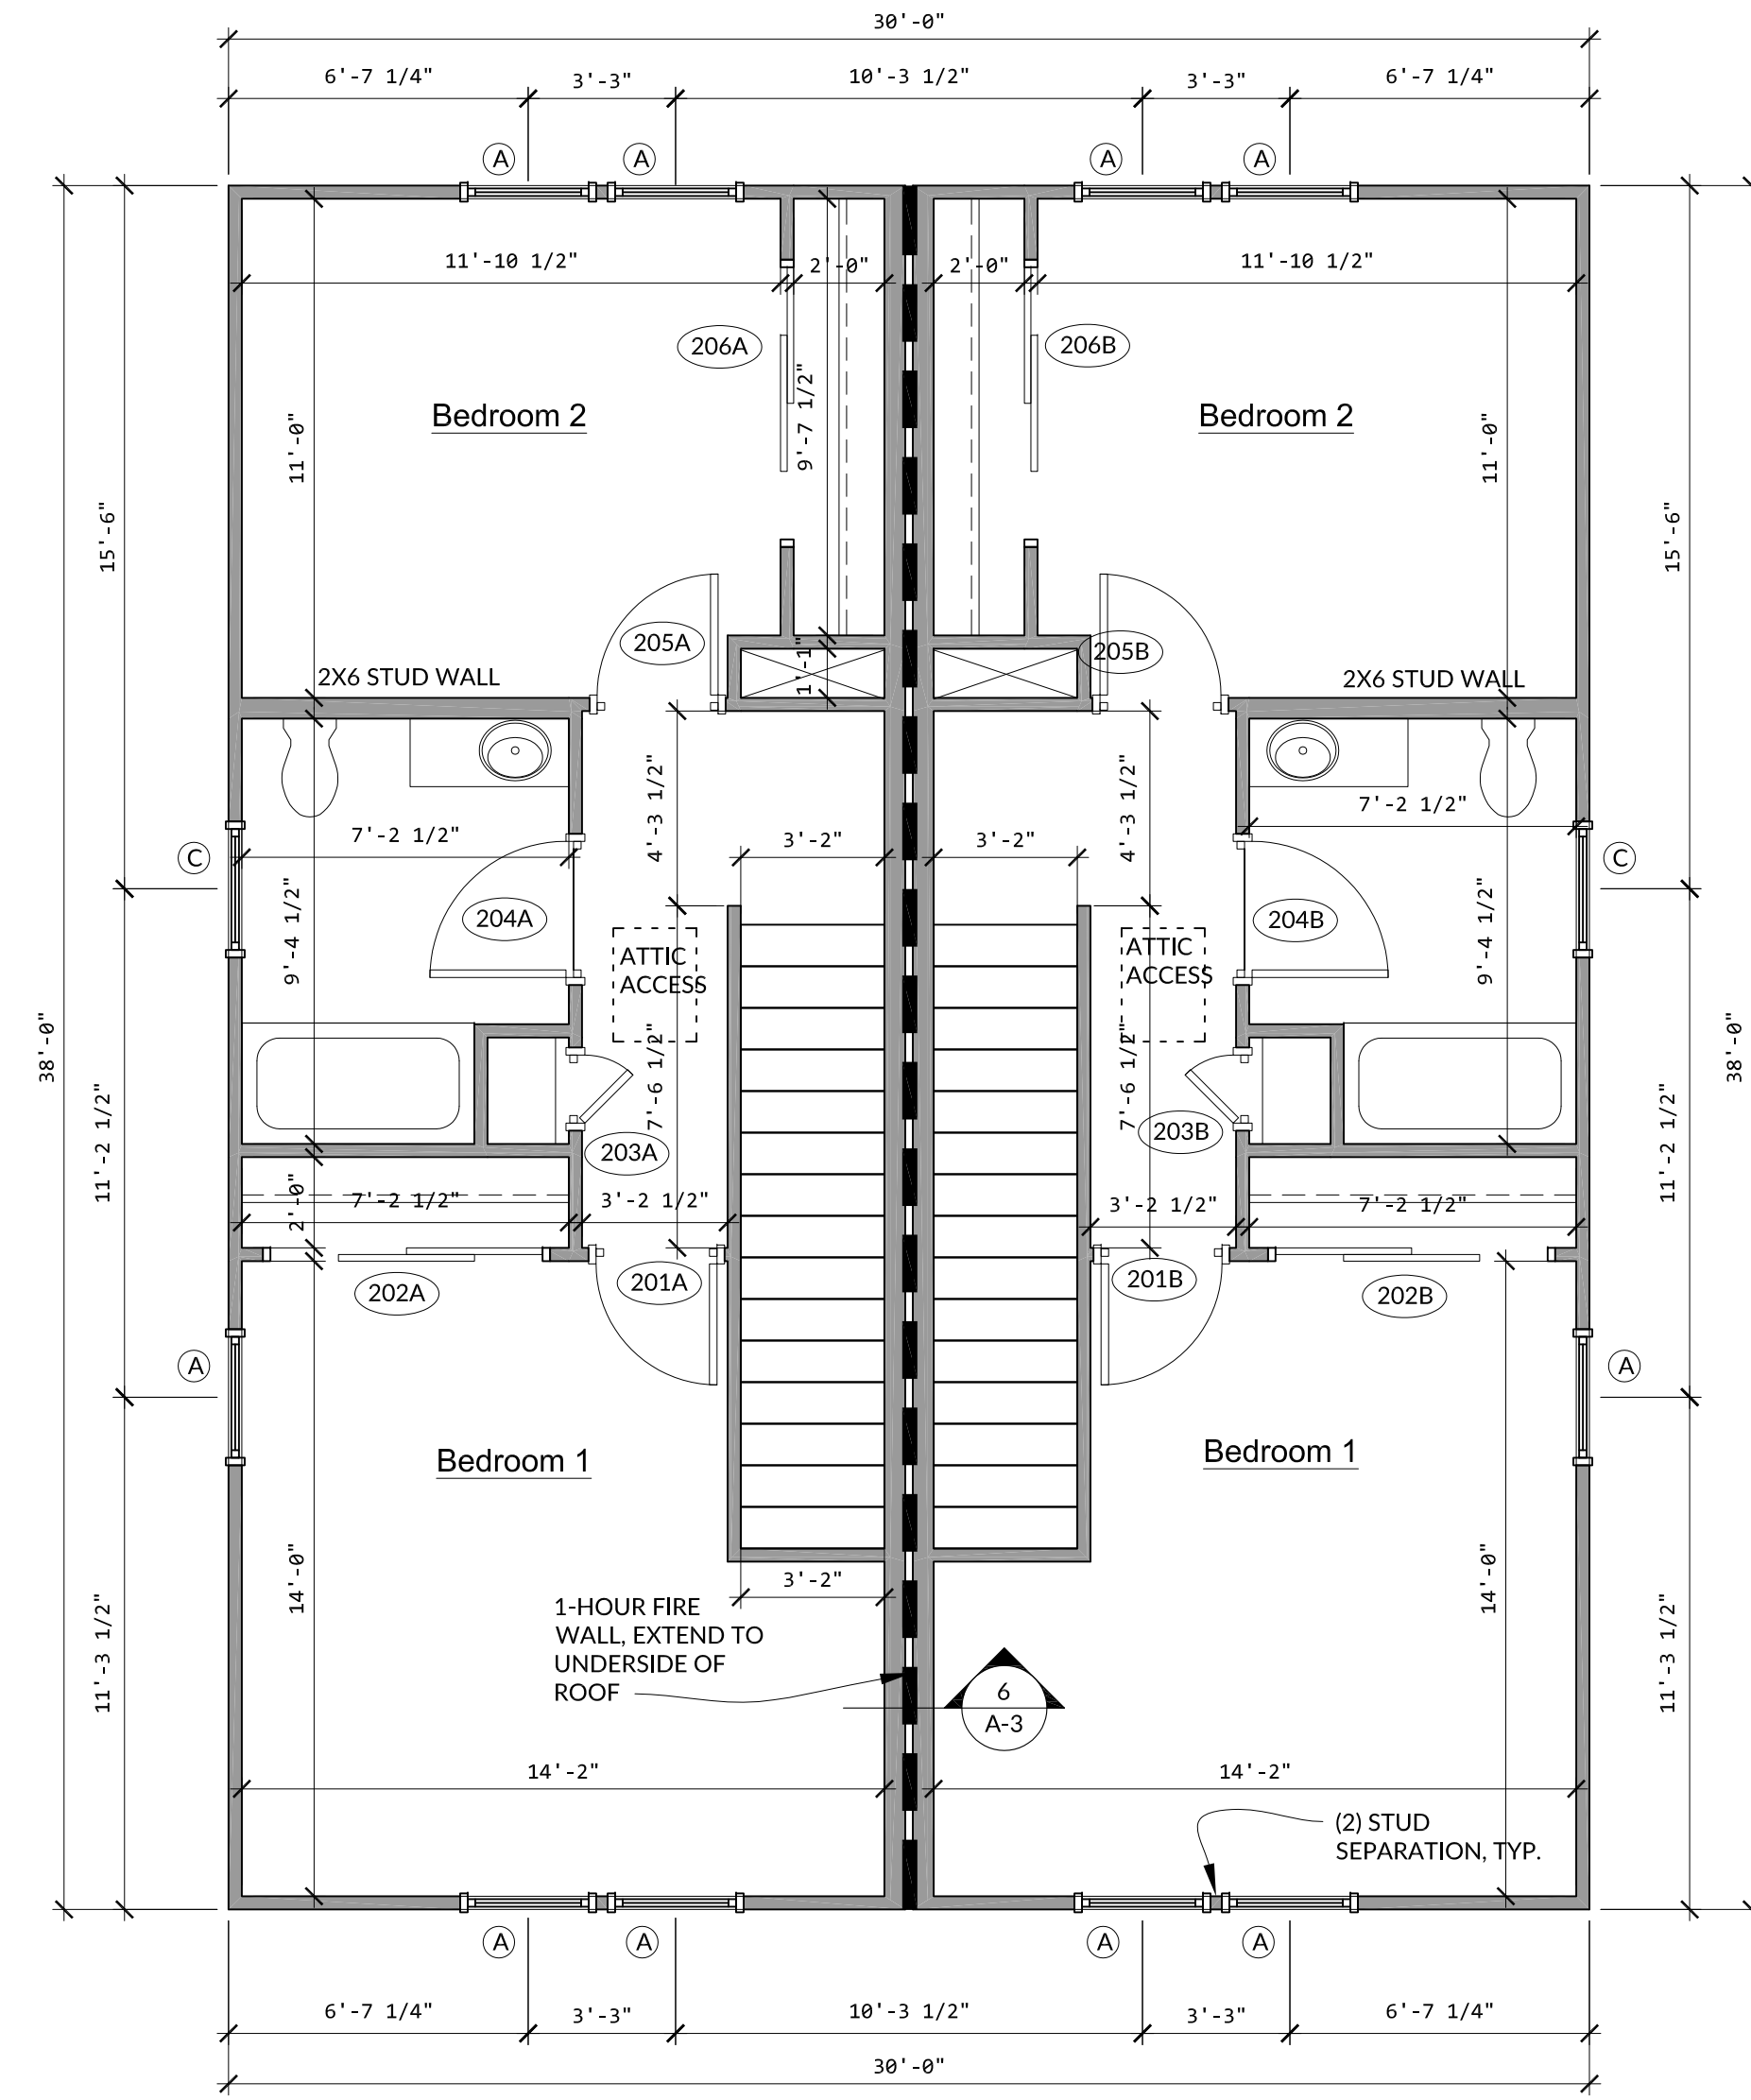 30'-0"
6'-7 1/4" 3'-3" 10'-3 1/2" 3'-3" 6'-7 1/4"
A A A A
11'-10 1/2" 2'-0" 2'-0" 11'-10 1/2"
206A 206B
Bedroom 2 Bedroom 2
11'-0" 9'-7 1/2" 11'-0"
15'-6" 15'-6"
205A 205B
1'-1"
2X6 STUD WALL 2X6 STUD WALL
4'-3 1/2" 4'-3 1/2"
7'-2 1/2" 3'-2" 3'-2" 7'-2 1/2"
C C
204A 204B
9'-4 1/2" 9'-4 1/2"
ATTIC ATTIC
ACCESS ACCESS
38'-0" 38'-0"
7'-6 1/2" 7'-6 1/2"
11'-2 1/2" 11'-2 1/2"
203A 203B
2'-0"
7'-2 1/2" 3'-2 1/2" 3'-2 1/2" 7'-2 1/2"
202A 201A 201B 202B
A A
Bedroom 1 Bedroom 1
14'-0" 3'-2" 14'-0"
11'-3 1/2" 11'-3 1/2"
1-HOUR FIRE
WALL, EXTEND TO
UNDERSIDE OF
ROOF
6
A-3
14'-2" 14'-2"
(2) STUD
SEPARATION, TYP.
A A A A
6'-7 1/4" 3'-3" 10'-3 1/2" 3'-3" 6'-7 1/4"
30'-0"